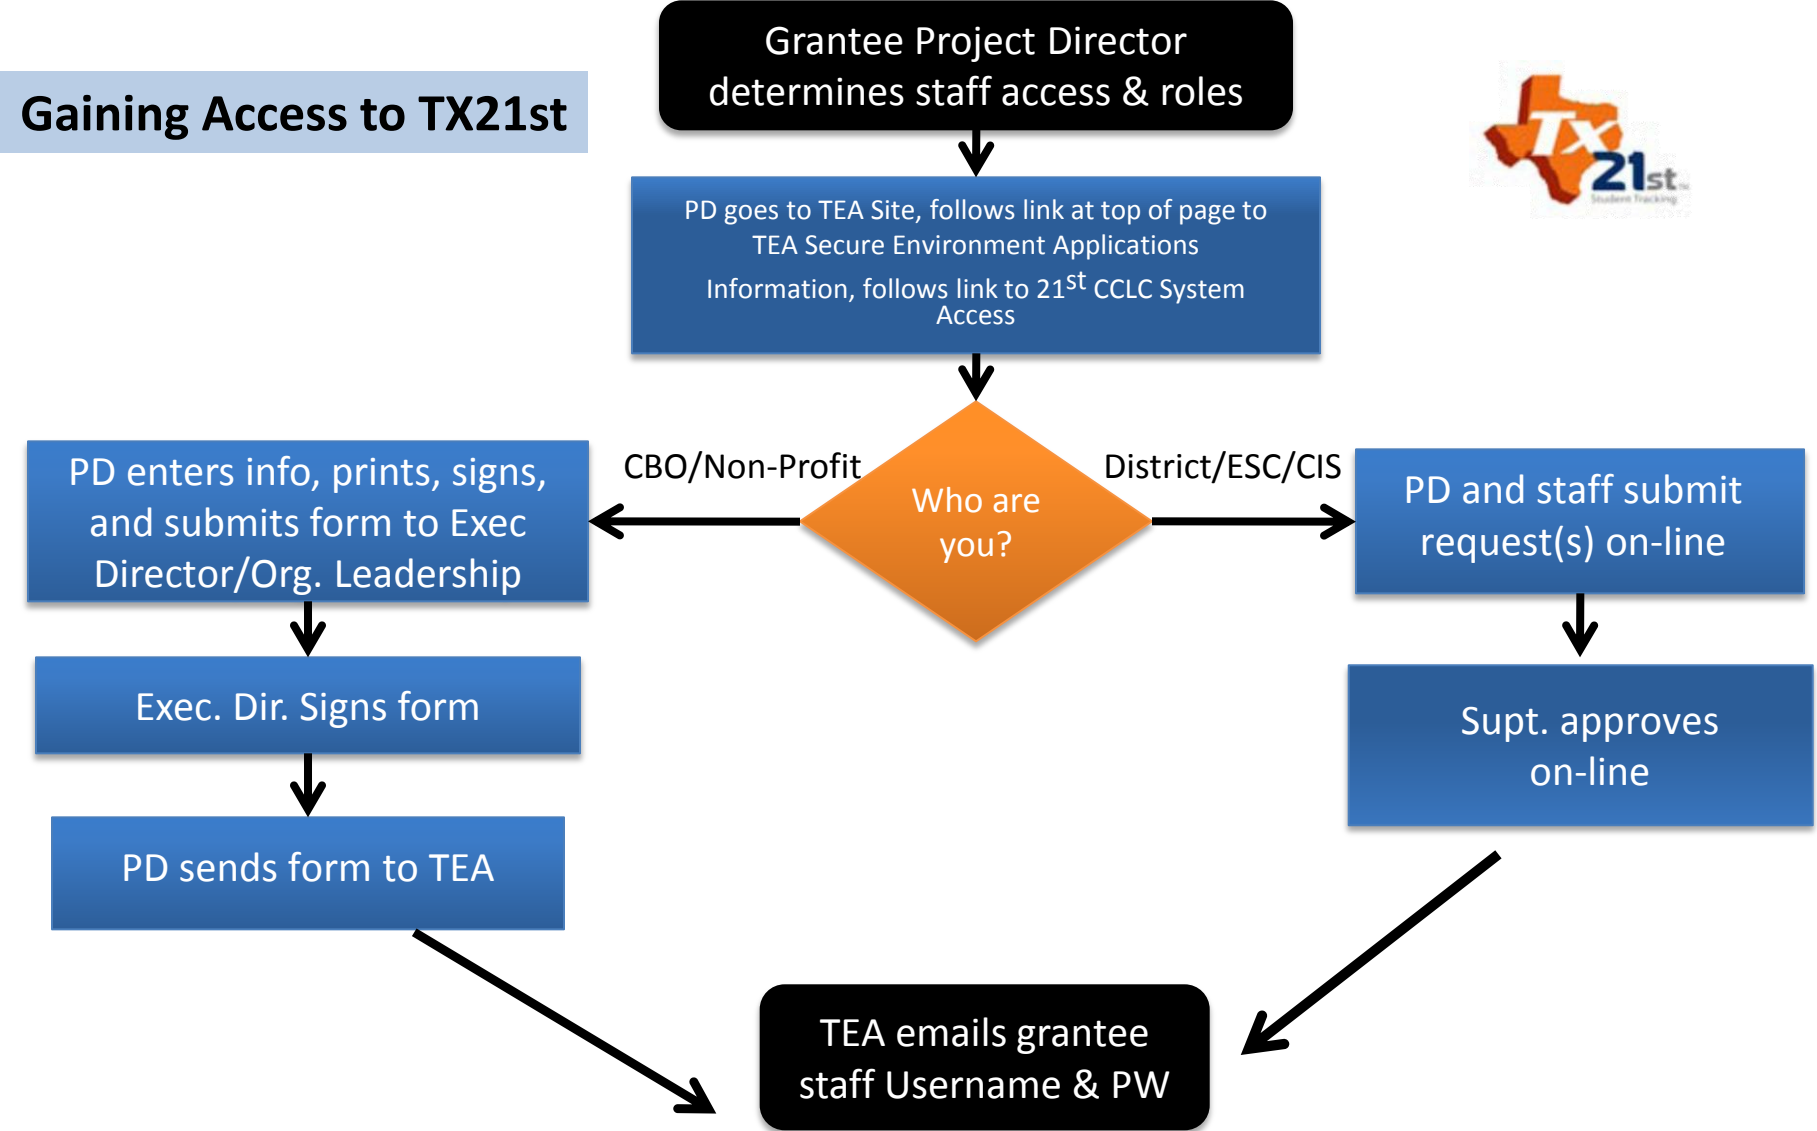 Grantee Project Director
determines staff access & roles
Gaining Access to TX21st
Tx
21st
Student Tracking
PD goes to TEA Site, follows link at top of page to
TEA Secure Environment Applications
Information, follows link to 21st CCLC System
Access
CBO/Non-Profit
District/ESC/CIS
Who are
you?
PD enters info, prints, signs,
and submits form to Exec
Director/Org. Leadership
PD and staff submit
request(s) on-line
Exec. Dir. Signs form
Supt. approves
on-line
PD sends form to TEA
TEA emails grantee
staff Username & PW